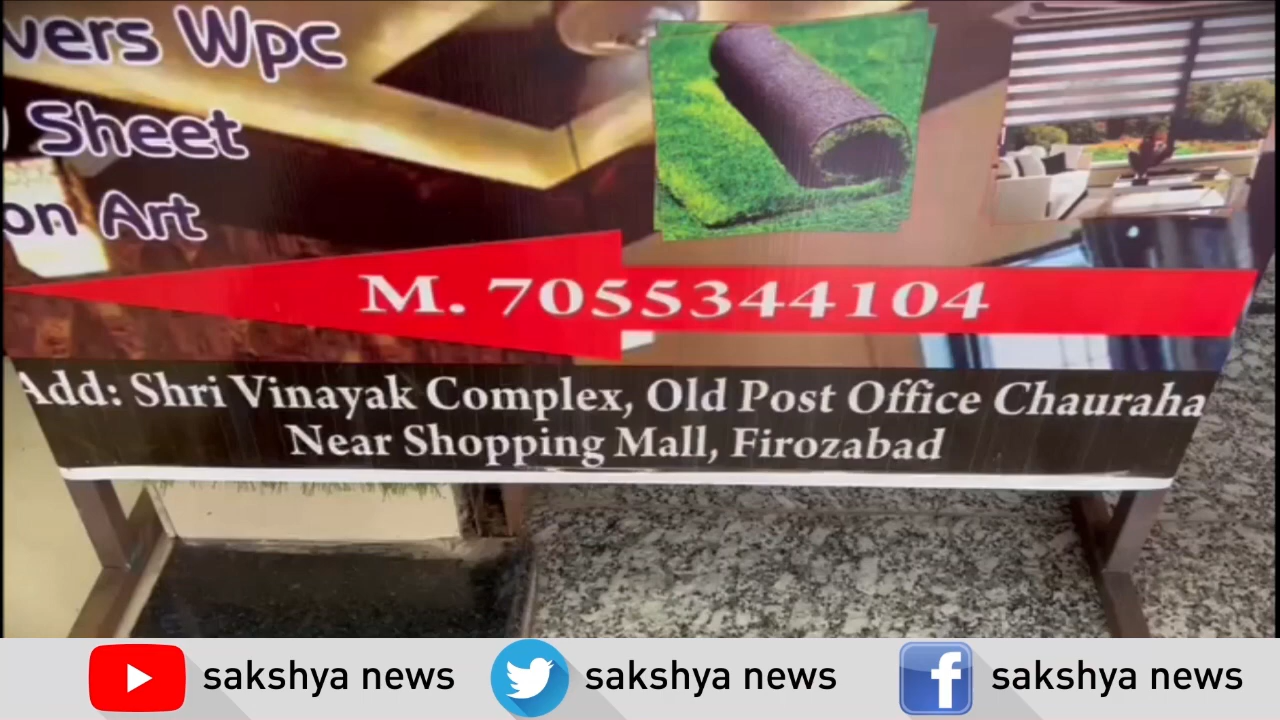 vers Wpc
Sheet
on Art
M. 7055344104
Add: Shri Vinayak Complex, Old Post Office Chauraha
Near Shopping Mall, Firozabad
sakshya news sakshya news sakshya news